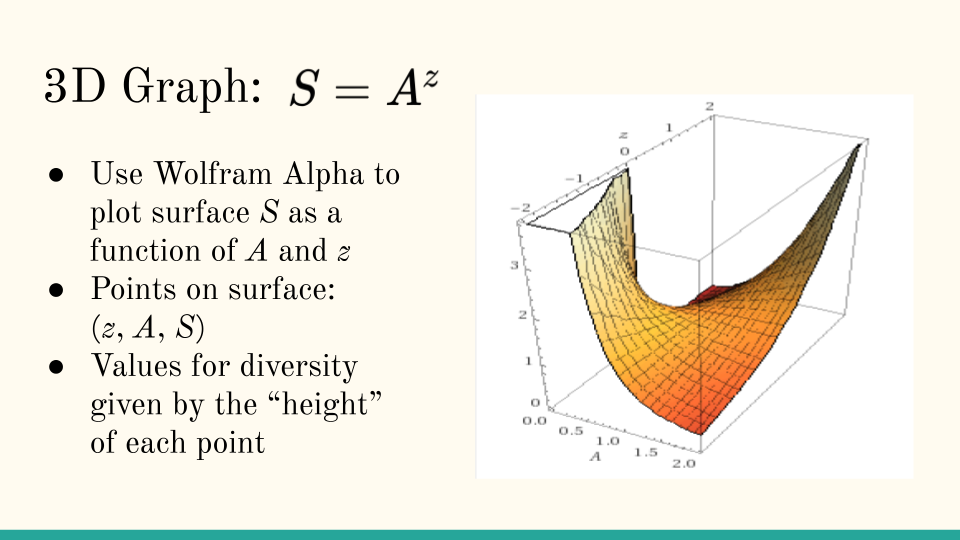 3D Graph: S = A^z
● Use Wolfram Alpha to
plot surface S as a
function of A and z
● Points on surface:
(z, A, S)
● Values for diversity
given by the “height”
of each point
2
1
z
0
−1
−2
3
2
1
0
0.0
0.5
1.0
A
1.5
2.0